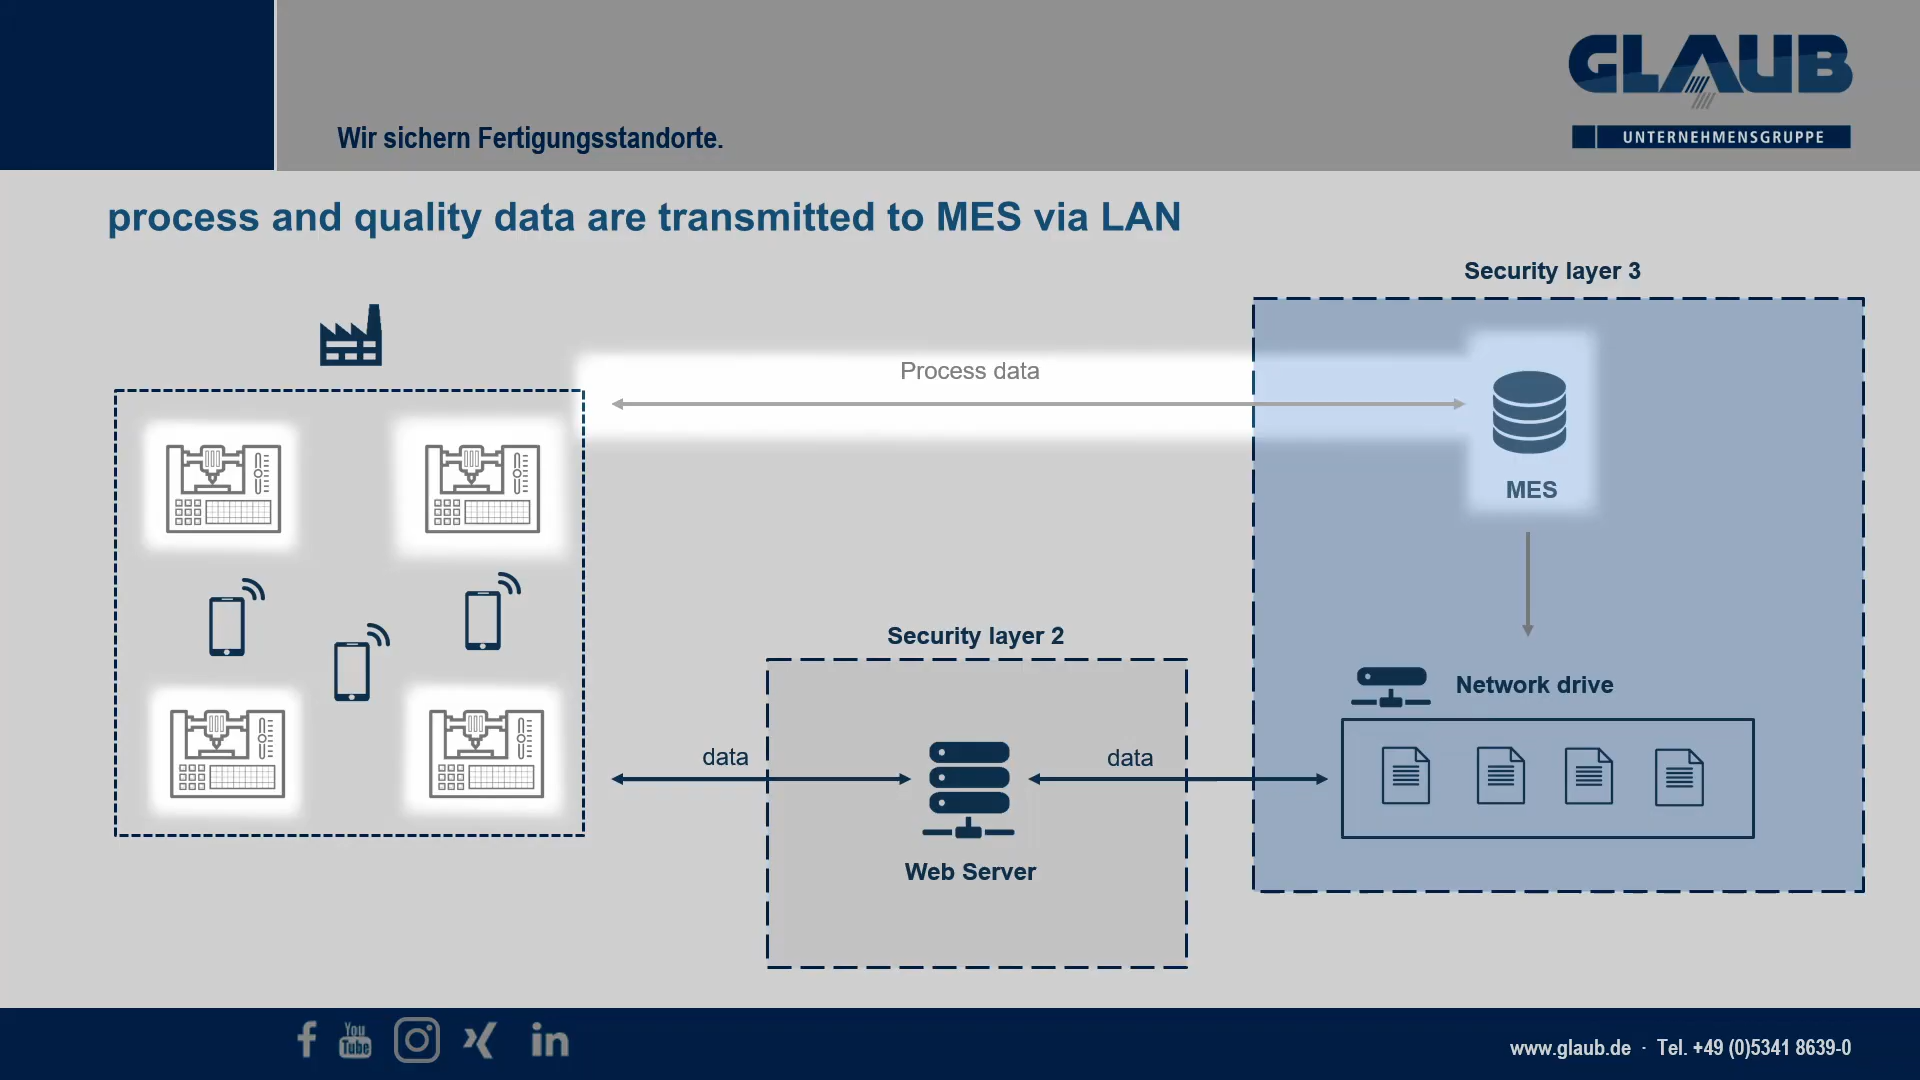 GLAUB
UNTERNEHMENSGRUPPE
Wir sichern Fertigungsstandorte.
process and quality data are transmitted to MES via LAN
Security layer 3
Process data
MES
Security layer 2
Network drive
data
data
Web Server
You
Tube
www.glaub.de · Tel. +49 (0)5341 8639-0